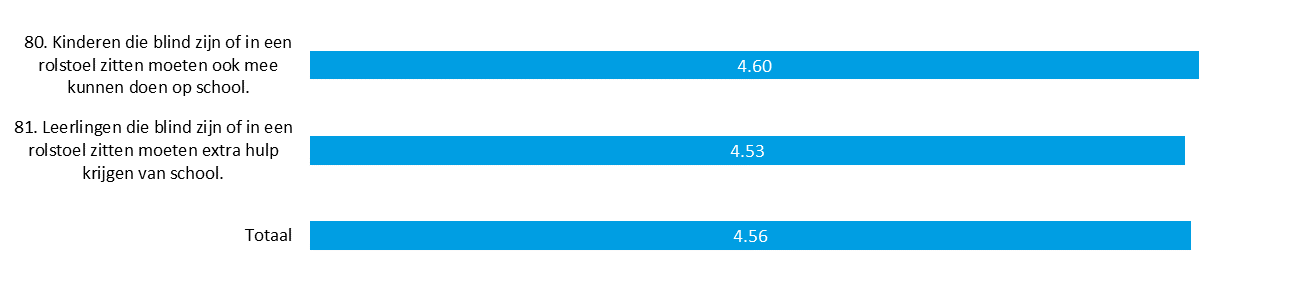 80. Kinderen die blind zijn of in een
rolstoel zitten moeten ook mee
kunnen doen op school.
4.60
81. Leerlingen die blind zijn of in een
rolstoel zitten moeten extra hulp
krijgen van school.
4.53
Totaal
4.56